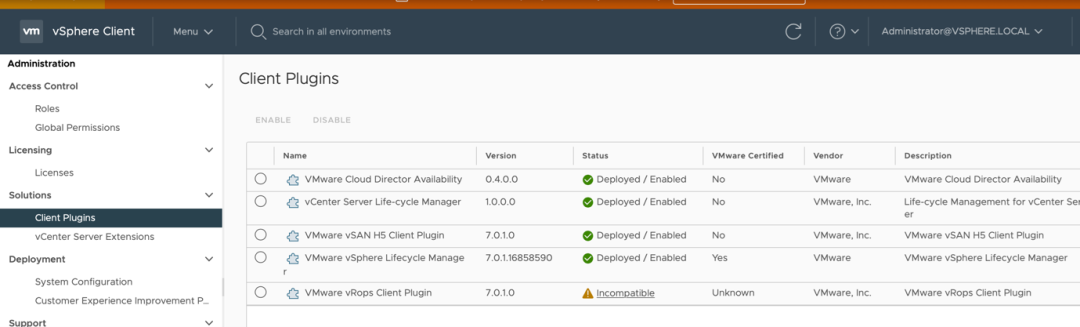 vm vSphere Client Menu Search in all environments Administrator@VSPHERE.LOCAL
Administration
Access Control
Roles
Global Permissions
Licensing
Licenses
Solutions
Client Plugins
vCenter Server Extensions
Deployment
System Configuration
Customer Experience Improvement P...
Support
Client Plugins
ENABLE DISABLE
Name Version Status VMware Certified Vendor Description
VMware Cloud Director Availability 0.4.0.0 Deployed / Enabled No VMware VMware Cloud Director Availability
vCenter Server Life-cycle Manager 1.0.0.0 Deployed / Enabled No VMware, Inc. Life-cycle Management for vCenter Ser
er
VMware vSAN H5 Client Plugin 7.0.1.0 Deployed / Enabled No VMware, Inc. VMware vSAN H5 Client Plugin
VMware vSphere Lifecycle Manage 7.0.1.16858590 Deployed / Enabled Yes VMware VMware vSphere Lifecycle Manager
r
VMware vRops Client Plugin 7.0.1.0 Incompatible Unknown VMware, Inc. VMware vRops Client Plugin